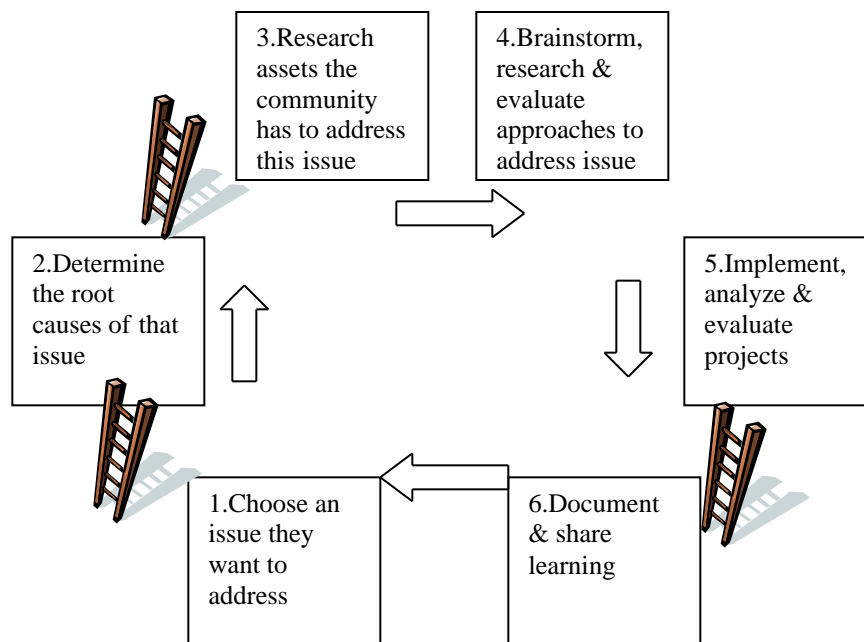 1.Choose an
issue they
want to
address
2.Determine
the root
causes of that
issue
3.Research
assets the
community
has to address
this issue
4.Brainstorm,
research &
evaluate
approaches to
address issue
5.Implement,
analyze &
evaluate
projects
6.Document
& share
learning